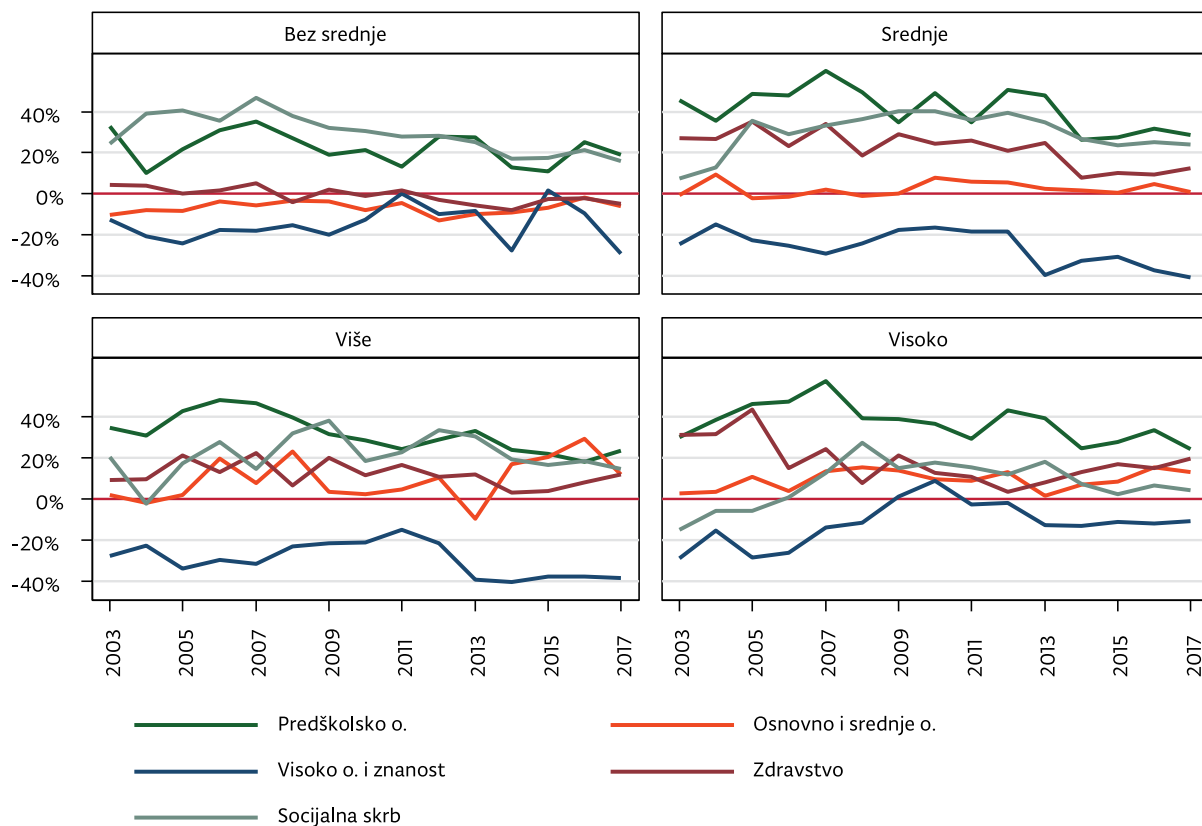 Bez srednje
Srednje
40%
20%
0%
-20%
-40%
Više
Visoko
40%
20%
0%
-20%
-40%
2003
2005
2007
2009
2011
2013
2015
2017
2003
2005
2007
2009
2011
2013
2015
2017
Predškolsko o.
Osnovno i srednje o.
Visoko o. i znanost
Zdravstvo
Socijalna skrb